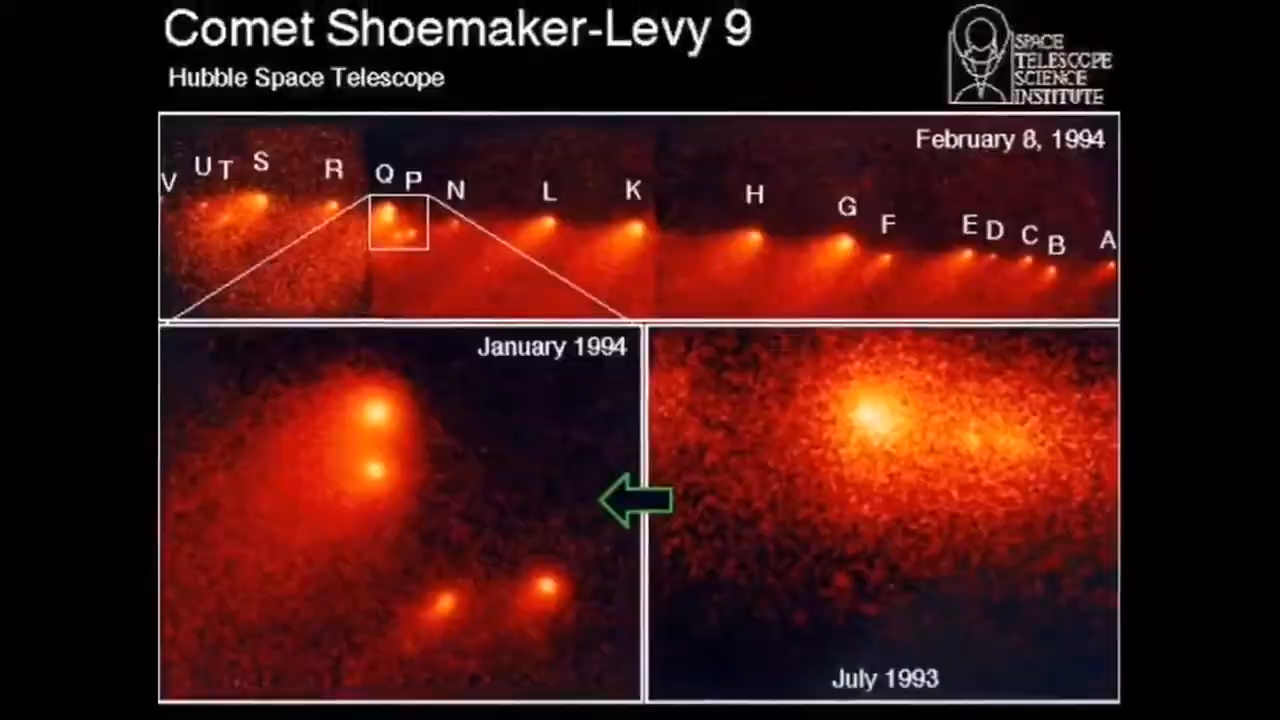 Comet Shoemaker-Levy 9
Hubble Space Telescope
SPACE
TELESCOPE
SCIENCE
INSTITUTE
February 8, 1994
V U T S R Q P N L K H G F E D C B A
January 1994
July 1993